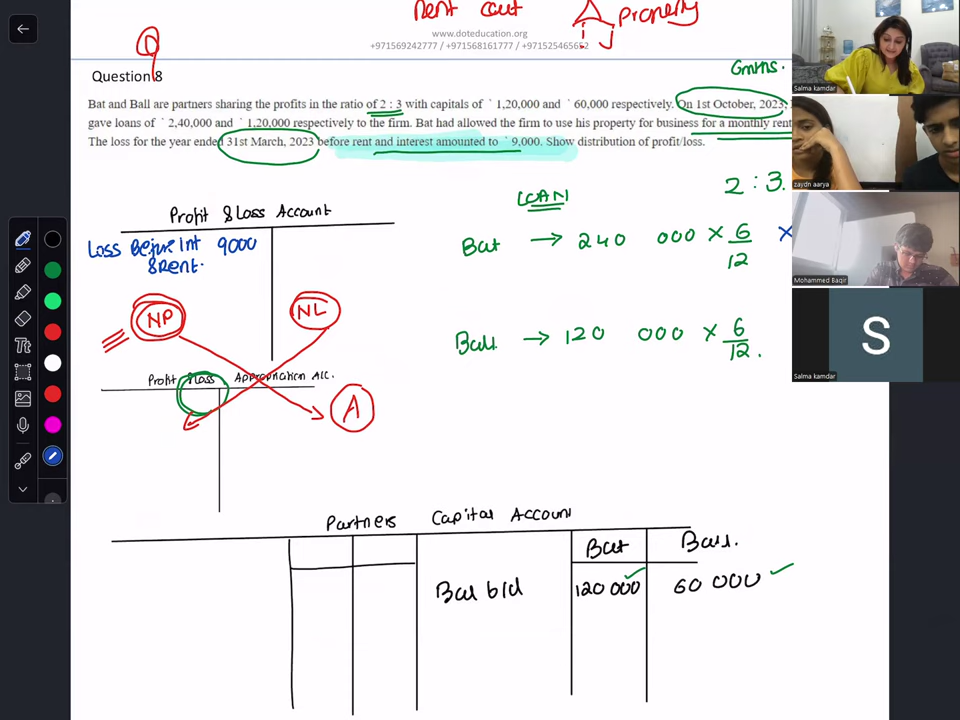 Rent out
Property
www.doteducation.org
+971569242777 / +971568161777 / +971525465652
Question 8
6mths.
Bat and Ball are partners sharing the profits in the ratio of 2 : 3 with capitals of ` 1,20,000 and ` 60,000 respectively. On 1st October, 2023,
gave loans of ` 2,40,000 and ` 1,20,000 respectively to the firm. Bat had allowed the firm to use his property for business for a monthly rent
The loss for the year ended 31st March, 2023 before rent and interest amounted to ` 9,000. Show distribution of profit/loss.
2 : 3.
LOAN
Profit & Loss Account
Loss Before Int 9000
& Rent.
Bat → 240 000 × 6/12 ×
NP
NL
Ball → 120 000 × 6/12.
Profit & Loss Appropriation Acc.
A
Partners Capital Account
Bat Ball.
Bal b/d 120 000 60 000
Salma kamdar
zaydn aarya
Mohammed Baqir
S
Salma kamdar
Tt